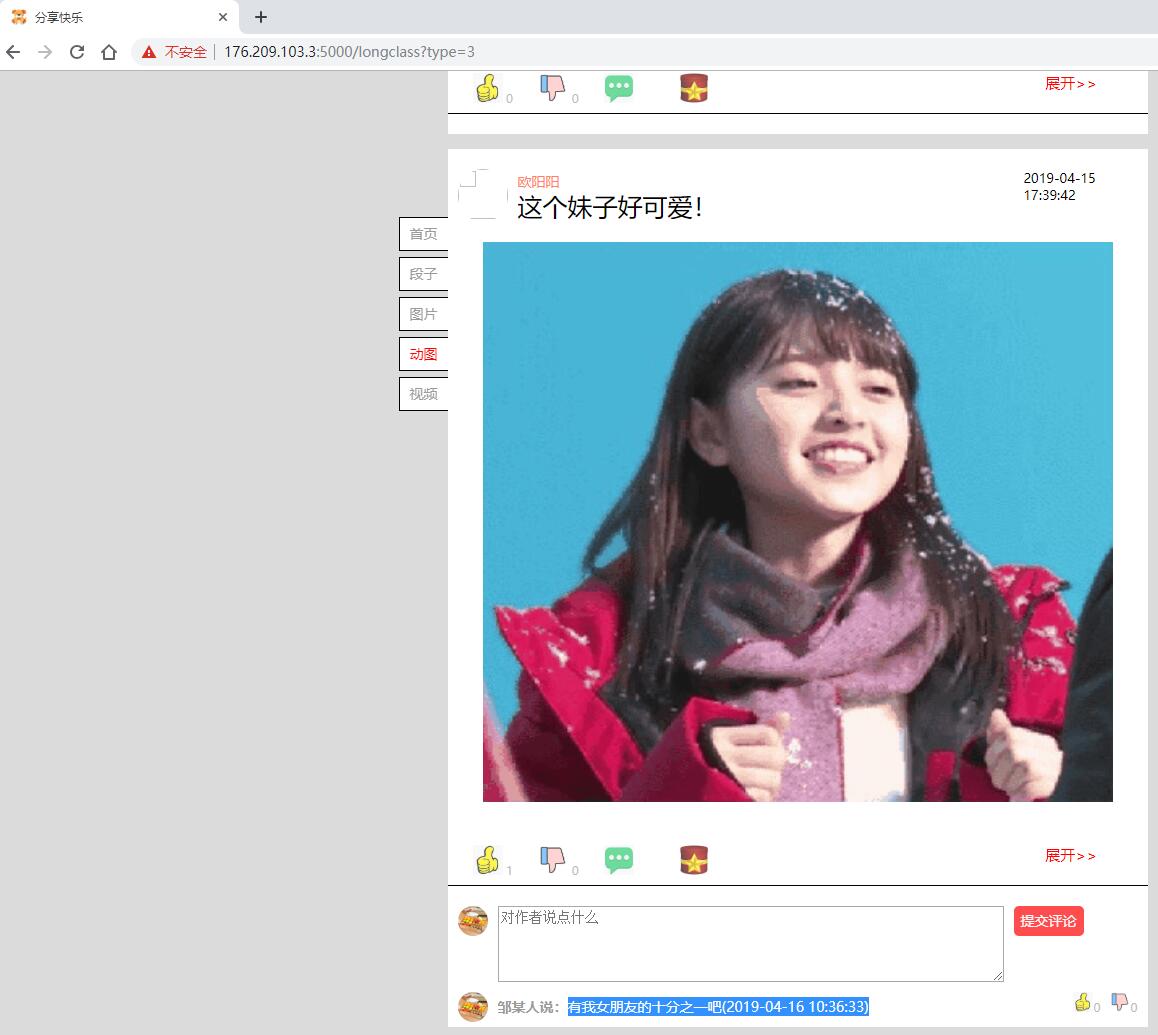 分享快乐
不安全 | 176.209.103.3:5000/longclass?type=3
0 0 展开>>
欧阳阳
2019-04-15
17:39:42
这个妹子好可爱！
首页
段子
图片
动图
视频
1 0 展开>>
对作者说点什么
提交评论
邹某人说：有我女朋友的十分之一吧(2019-04-16 10:36:33)
0 0